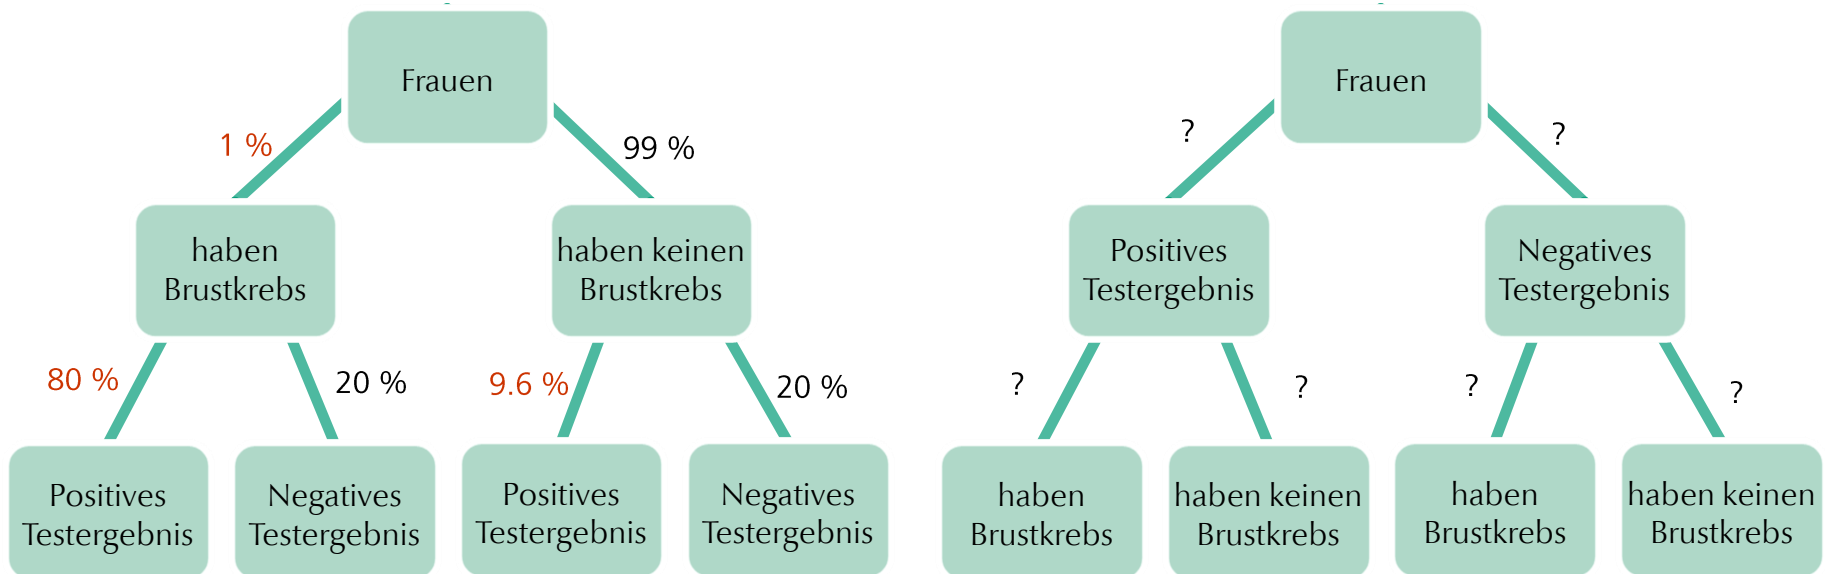 Frauen
1 %
99 %
haben
Brustkrebs
haben keinen
Brustkrebs
80 %
20 %
9.6 %
20 %
Positives
Testergebnis
Negatives
Testergebnis
Positives
Testergebnis
Negatives
Testergebnis
Frauen
?
?
Positives
Testergebnis
Negatives
Testergebnis
?
?
?
?
haben
Brustkrebs
haben keinen
Brustkrebs
haben
Brustkrebs
haben keinen
Brustkrebs